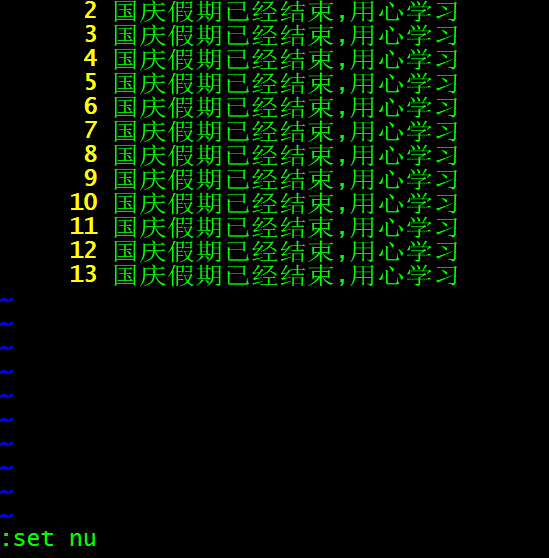 2 国庆假期已经结束,用心学习
3 国庆假期已经结束,用心学习
4 国庆假期已经结束,用心学习
5 国庆假期已经结束,用心学习
6 国庆假期已经结束,用心学习
7 国庆假期已经结束,用心学习
8 国庆假期已经结束,用心学习
9 国庆假期已经结束,用心学习
10 国庆假期已经结束,用心学习
11 国庆假期已经结束,用心学习
12 国庆假期已经结束,用心学习
13 国庆假期已经结束,用心学习
~
~
~
~
~
~
~
~
~
~
:set nu